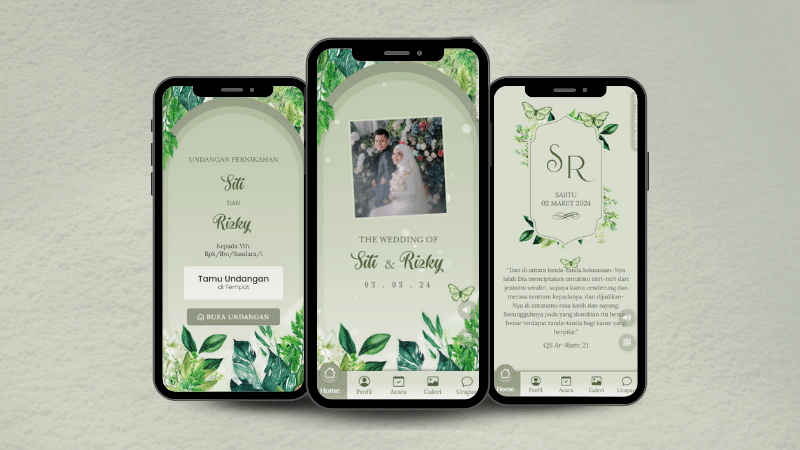 UNDANGAN PERNIKAHAN
Siti
DAN
Rizky
Kepada Yth.
Bpk/Ibu/Saudara/i
Tamu Undangan
di Tempat
BUKA UNDANGAN
THE WEDDING OF
Siti & Rizky
03 . 03 . 24
Home Profil Acara Galeri Ucapan
SR
SABTU
02 MARET 2024
"Dan di antara tanda-tanda kekuasaan-Nya
ialah Dia menciptakan untukmu istri-istri dari
jenismu sendiri, supaya kamu cenderung dan
merasa tentram kepadanya, dan dijadikan-
Nya di antaramu rasa kasih dan sayang.
Sesungguhnya pada yang demikian itu benar-
benar terdapat tanda-tanda bagi kaum yang
berpikir."
QS Ar-Rum: 21
Home Profil Acara Galeri Ucapan